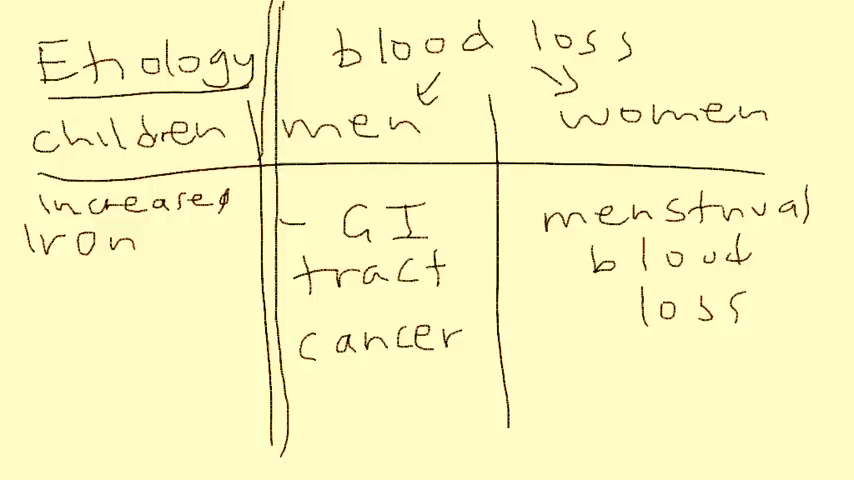 Etiology
blood loss
children
men
women
increased
Iron
- GI
tract
cancer
menstrual
blood
loss